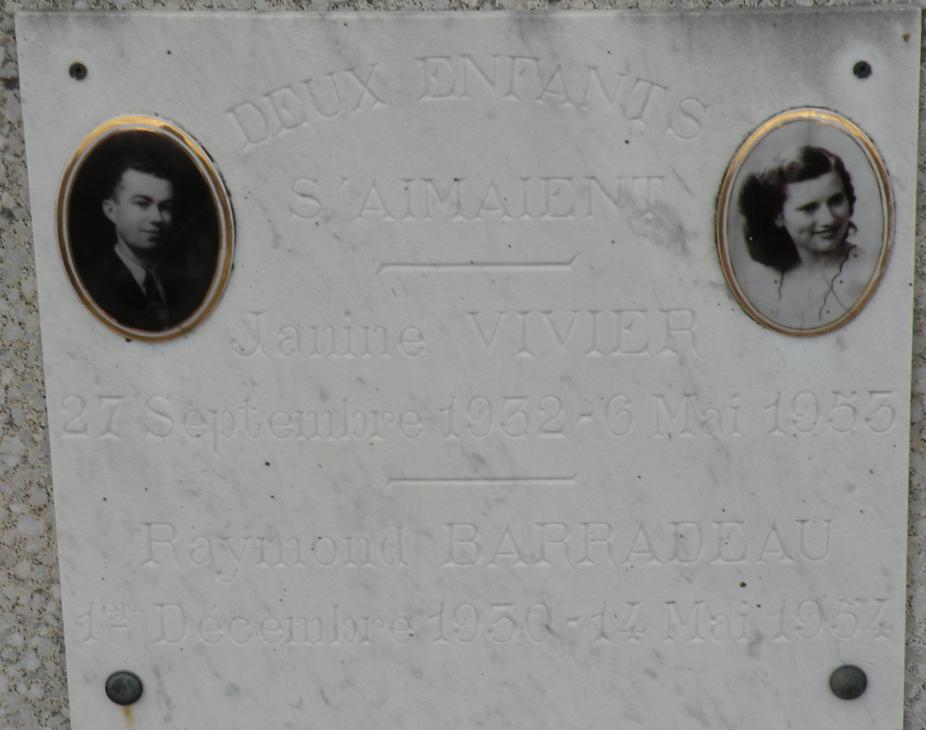 DEUX ENFANTS
S'AIMAIENT
Janine VIVIER
27 Septembre 1932 - 6 Mai 1953
Raymond BARRADEAU
1er Décembre 1930 - 14 Mai 1954